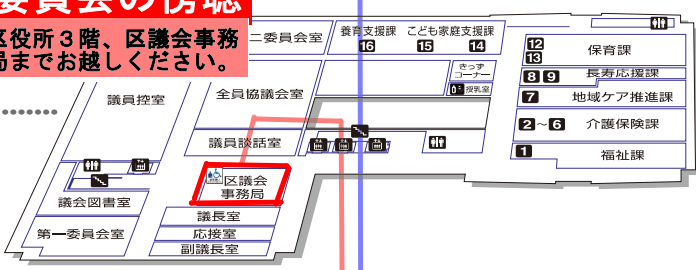 委員会の傍聴
区役所３階、区議会事務
局までお越しください。
二委員会室
養育支援課
16
こども家庭支援課
15 14
12
13
保育課
きっず
コーナー
授乳室
8 9
長寿応援課
議員控室
全員協議会室
7
地域ケア推進課
2～6
介護保険課
議員談話室
1
福祉課
区議会
事務局
議会図書室
議長室
第一委員会室
応接室
副議長室